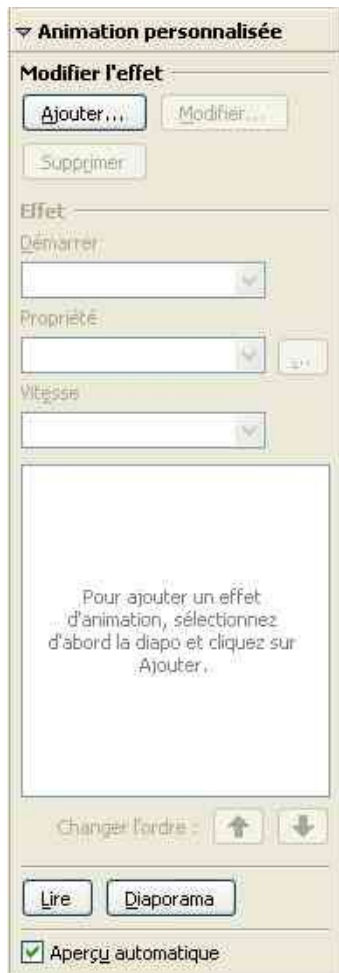 Animation personnalisée
Modifier l'effet
Ajouter... Modifier...
Supprimer
Effet
Démarrer
Propriété
...
Vitesse
Pour ajouter un effet
d'animation, sélectionnez
d'abord la diapo et cliquez sur
Ajouter.
Changer l'ordre :
Lire Diaporama
Aperçu automatique